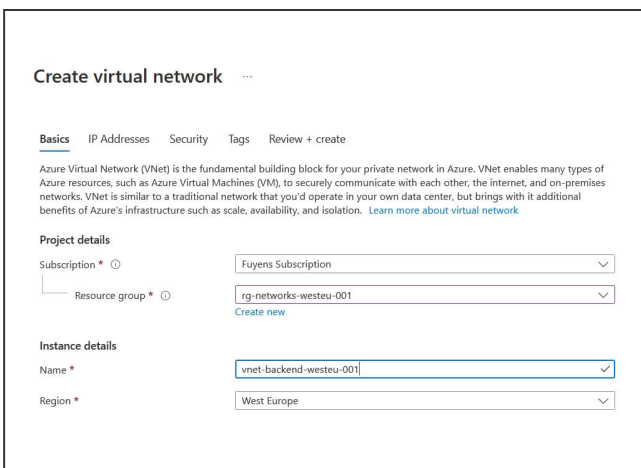 Create virtual network ...
Basics IP Addresses Security Tags Review + create
Azure Virtual Network (VNet) is the fundamental building block for your private network in Azure. VNet enables many types of
Azure resources, such as Azure Virtual Machines (VM), to securely communicate with each other, the internet, and on-premises
networks. VNet is similar to a traditional network that you'd operate in your own data center, but brings with it additional
benefits of Azure's infrastructure such as scale, availability, and isolation. Learn more about virtual network
Project details
Subscription * Fuyens Subscription
Resource group * rg-networks-westeu-001
Create new
Instance details
Name * vnet-backend-westeu-001
Region * West Europe